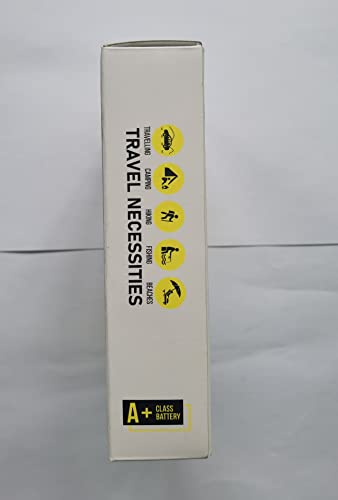 TRAVELLING
CAMPING
HIKING
FISHING
BEACHES
TRAVEL NECESSITIES
A+
CLASS
BATTERY